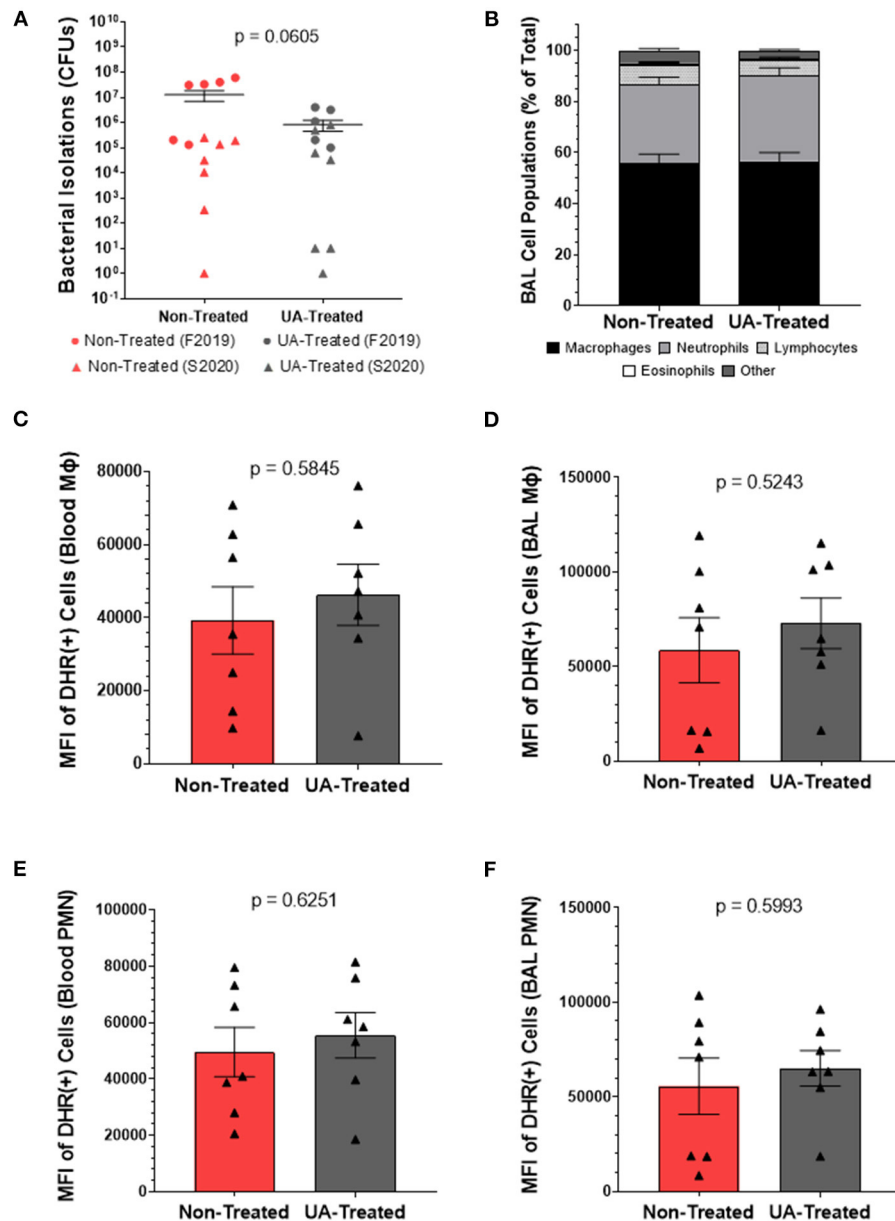 A
p = 0.0605
Bacterial Isolations (CFUs)
10^10
10^9
10^8
10^7
10^6
10^5
10^4
10^3
10^2
10^1
10^0
10^-1
Non-Treated UA-Treated
● Non-Treated (F2019) ● UA-Treated (F2019)
▲ Non-Treated (S2020) ▲ UA-Treated (S2020)
B
BAL Cell Populations (% of Total)
100
80
60
40
20
0
Non-Treated UA-Treated
Macrophages Neutrophils Lymphocytes
Eosinophils Other
C
p = 0.5845
MFI of DHR(+) Cells (Blood Mϕ)
80000
60000
40000
20000
0
Non-Treated UA-Treated
D
p = 0.5243
MFI of DHR(+) Cells (BAL Mϕ)
150000
100000
50000
0
Non-Treated UA-Treated
E
p = 0.6251
MFI of DHR(+) Cells (Blood PMN)
100000
80000
60000
40000
20000
0
Non-Treated UA-Treated
F
p = 0.5993
MFI of DHR(+) Cells (BAL PMN)
150000
100000
50000
0
Non-Treated UA-Treated